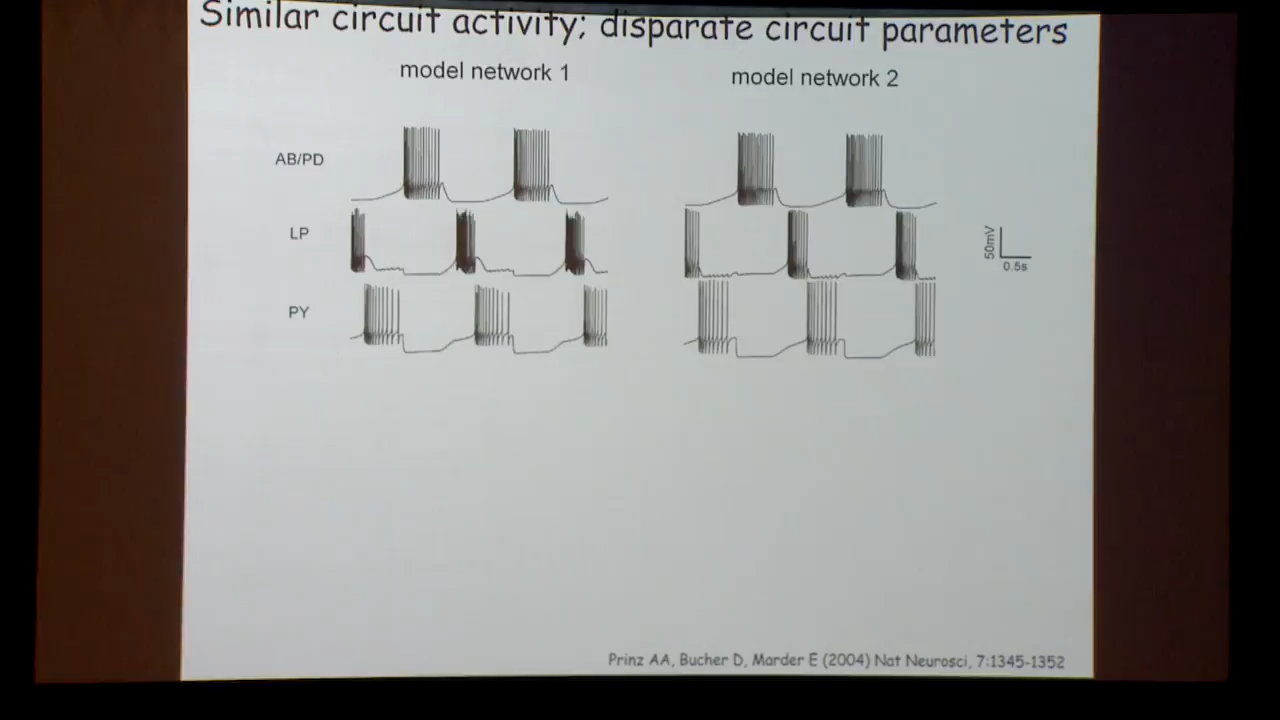 Similar circuit activity; disparate circuit parameters
model network 1
model network 2
AB/PD
LP
PY
50mV
0.5s
Prinz AA, Bucher D, Marder E (2004) Nat Neurosci, 7:1345-1352